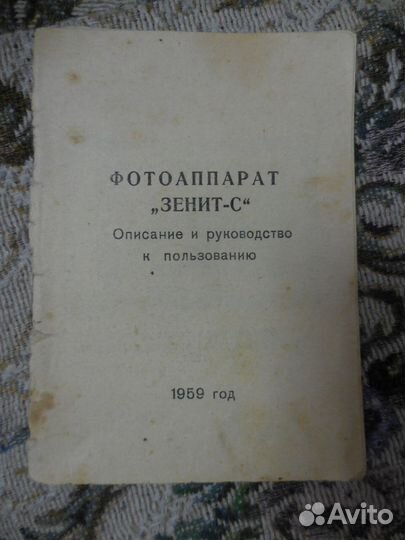 ФОТОАППАРАТ
„ЗЕНИТ-С“
Описание и руководство
к пользованию
1959 год
Avito